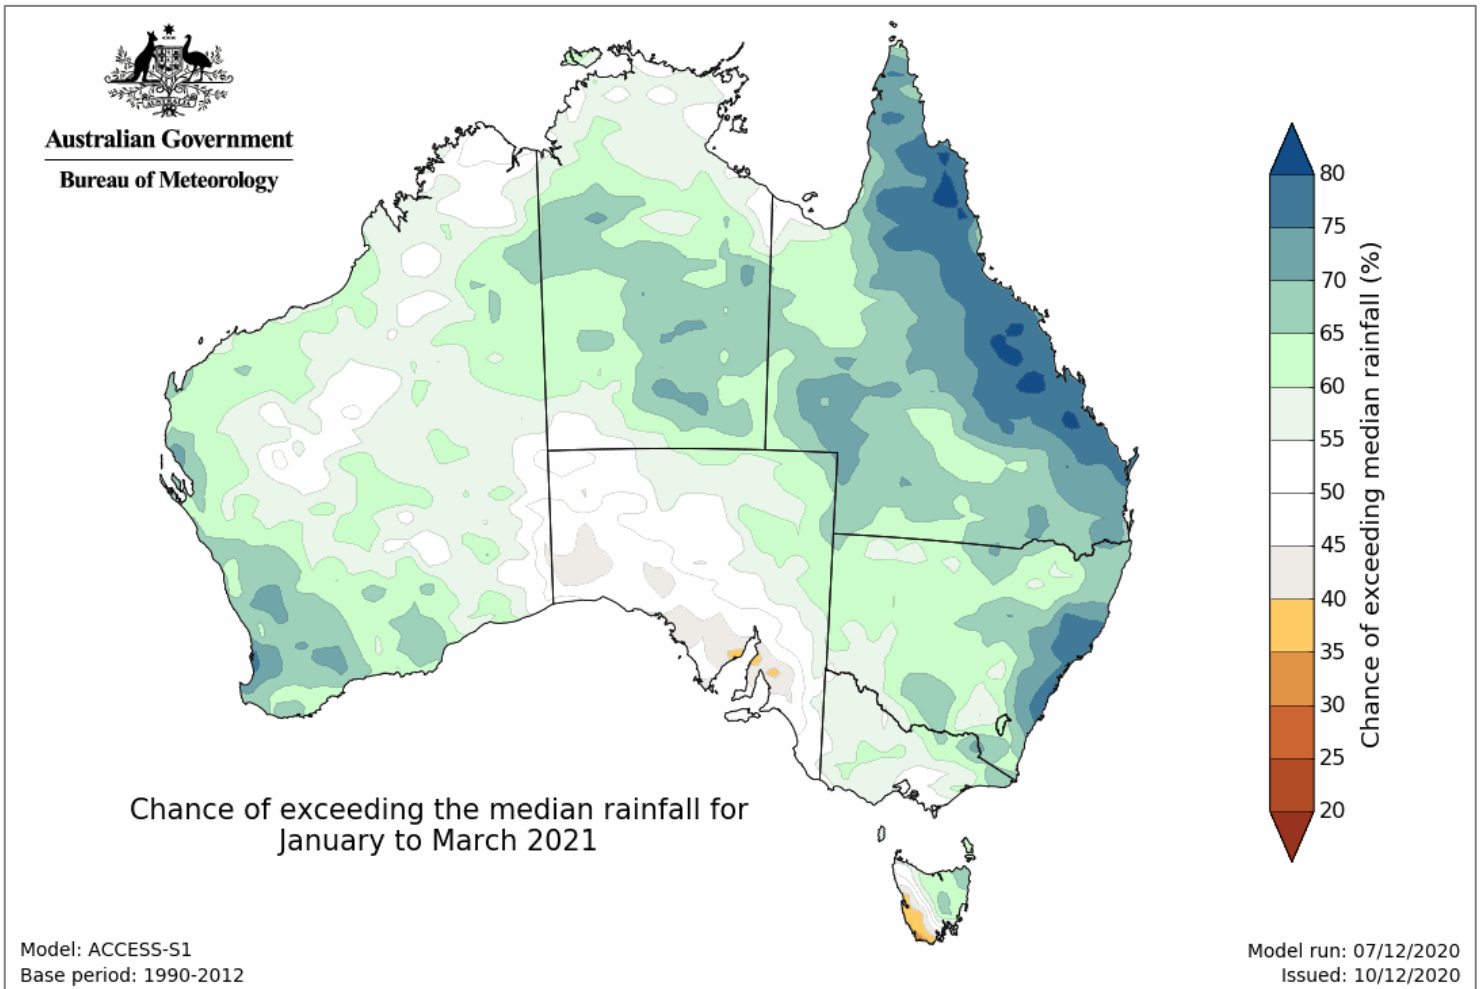 AUSTRALIA
Australian Government
Bureau of Meteorology
80
75
70
65
60
55
50
45
40
35
30
25
20
Chance of exceeding median rainfall (%)
Chance of exceeding the median rainfall for
January to March 2021
Model: ACCESS-S1
Base period: 1990-2012
Model run: 07/12/2020
Issued: 10/12/2020